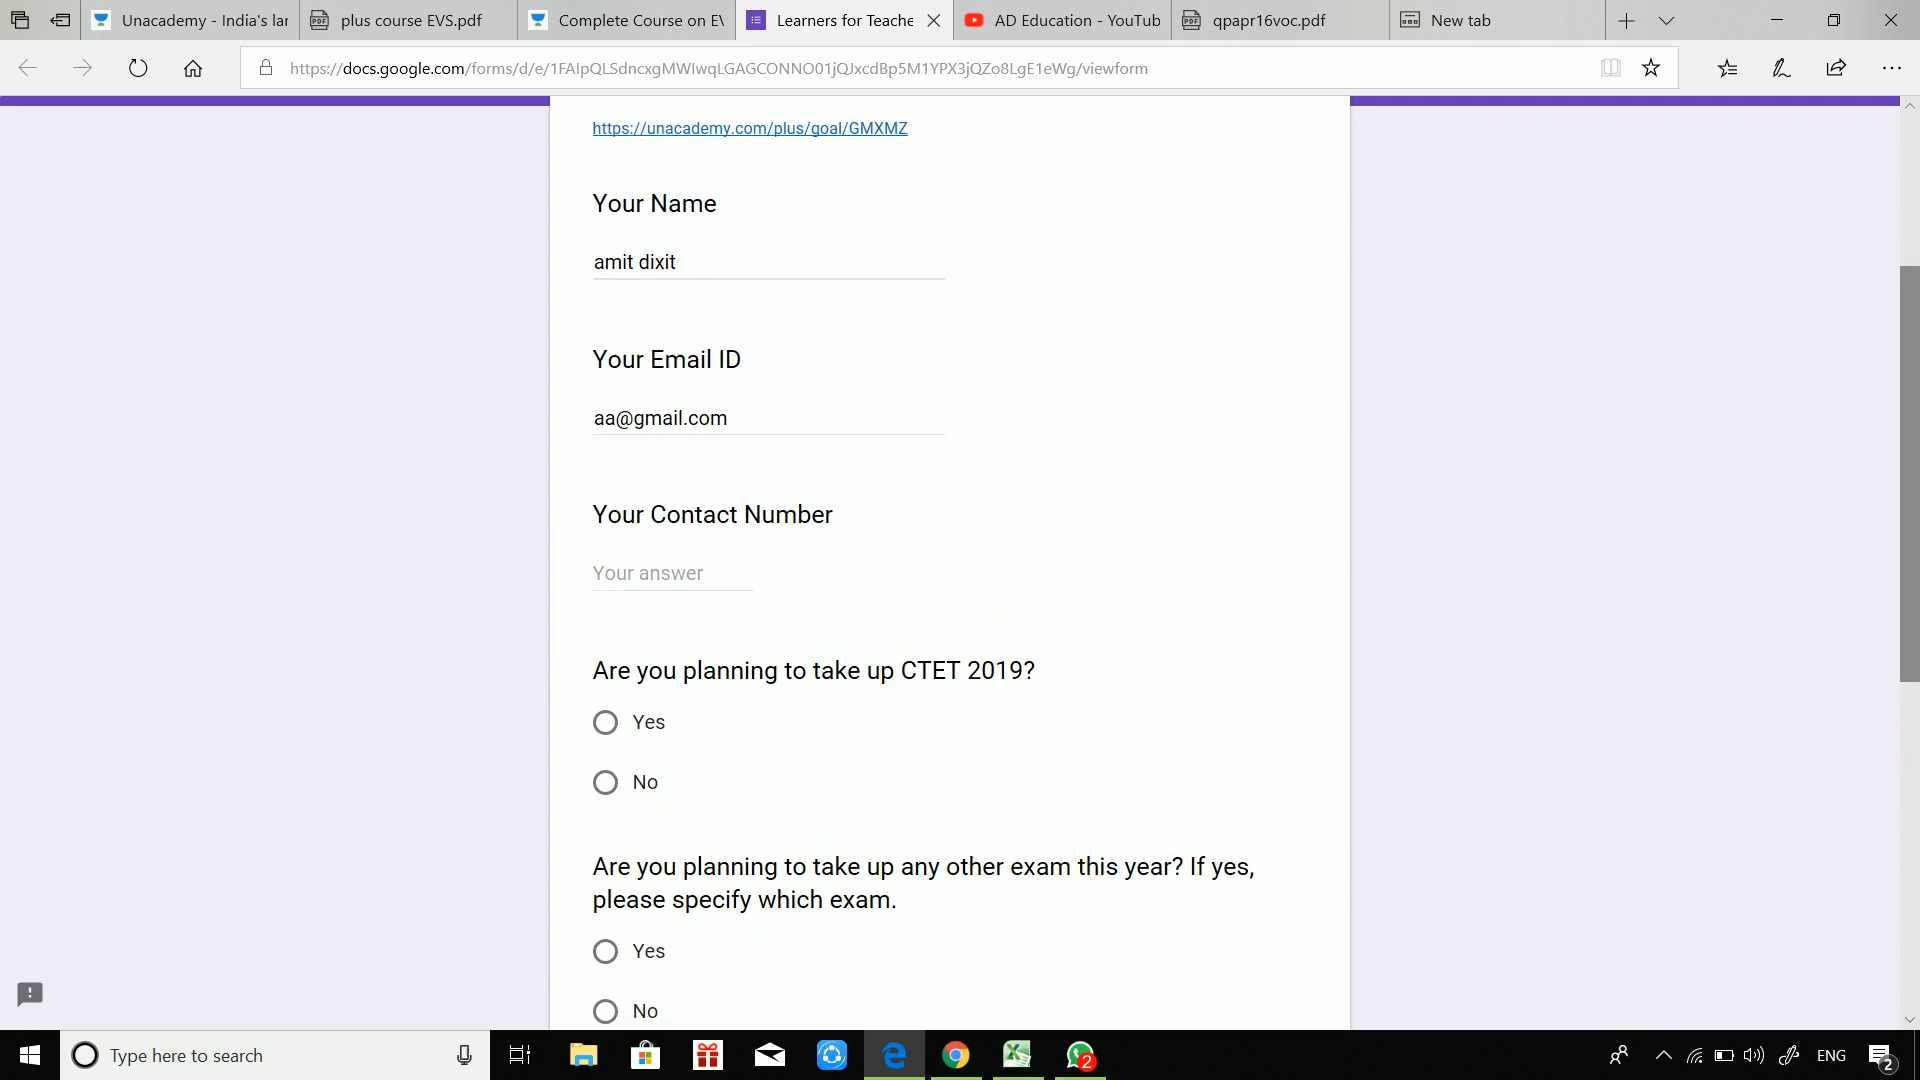 Unacademy - India's lar
plus course EVS.pdf
Complete Course on EV
Learners for Teache
AD Education - YouTub
qpapr16voc.pdf
New tab
https://docs.google.com/forms/d/e/1FAIpQLSdncxgMWIwqLGAGCONNO01jQJxcdBp5M1YPX3jQZo8LgE1eWg/viewform
https://unacademy.com/plus/goal/GMXMZ
Your Name
amit dixit
Your Email ID
aa@gmail.com
Your Contact Number
Your answer
Are you planning to take up CTET 2019?
Yes
No
Are you planning to take up any other exam this year? If yes,
please specify which exam.
Yes
No
Type here to search
2
ENG
2